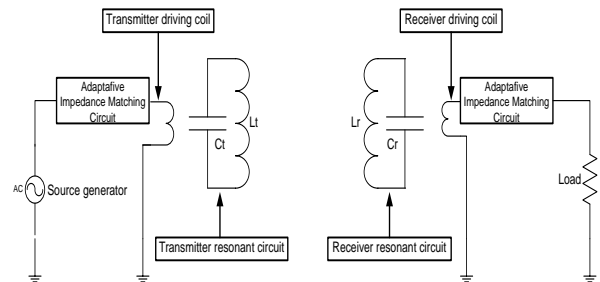 Transmitter driving coil
Receiver driving coil
Adaptafive
Impedance Matching
Circuit
Adaptafive
Impedance Matching
Circuit
Ct
Lt
Lr
Cr
AC
Source generator
Load
Transmitter resonant circuit
Receiver resonant circuit